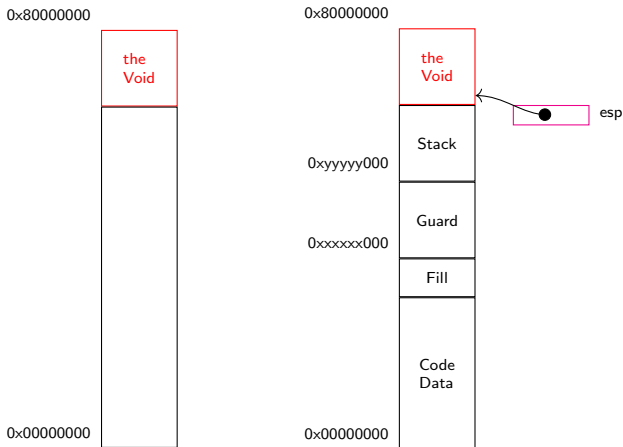 0x80000000
the
Void
0x00000000
0x80000000
the
Void
esp
Stack
0xyyyyy000
Guard
0xxxxxx000
Fill
Code
Data
0x00000000